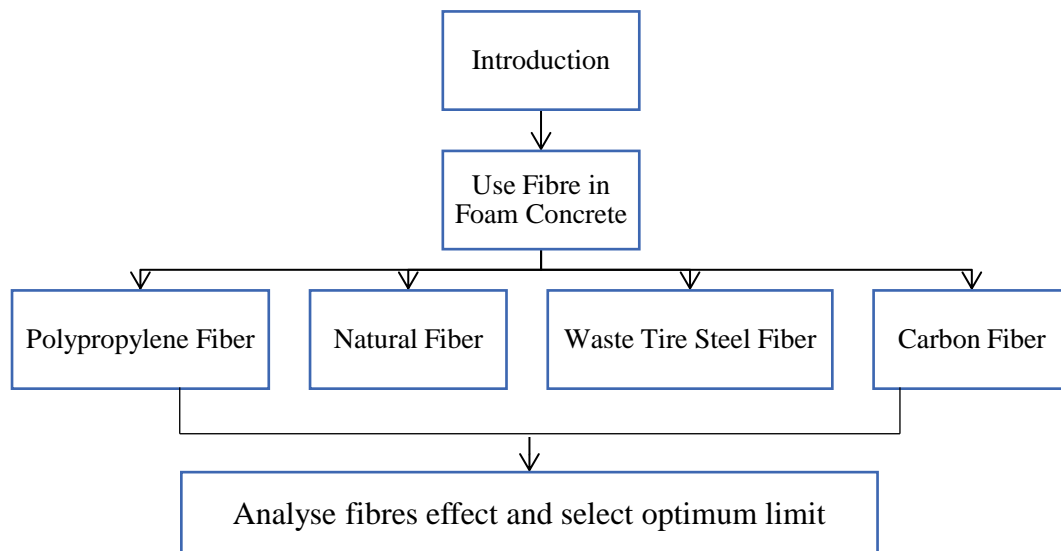 Introduction
Use Fibre in
Foam Concrete
Polypropylene Fiber
Natural Fiber
Waste Tire Steel Fiber
Carbon Fiber
Analyse fibres effect and select optimum limit